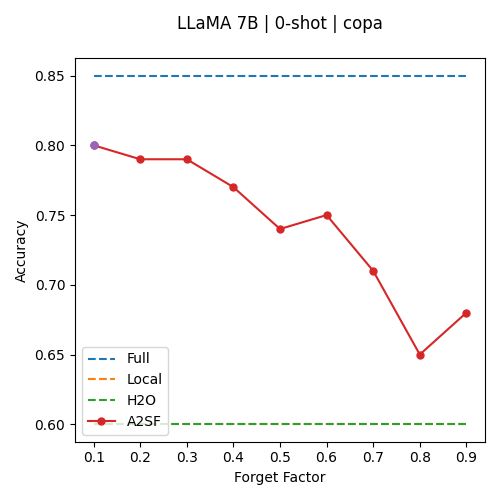 LLaMA 7B | 0-shot | copa
Accuracy
0.85
0.80
0.75
0.70
0.65
0.60
Full
Local
H2O
A2SF
0.1 0.2 0.3 0.4 0.5 0.6 0.7 0.8 0.9
Forget Factor